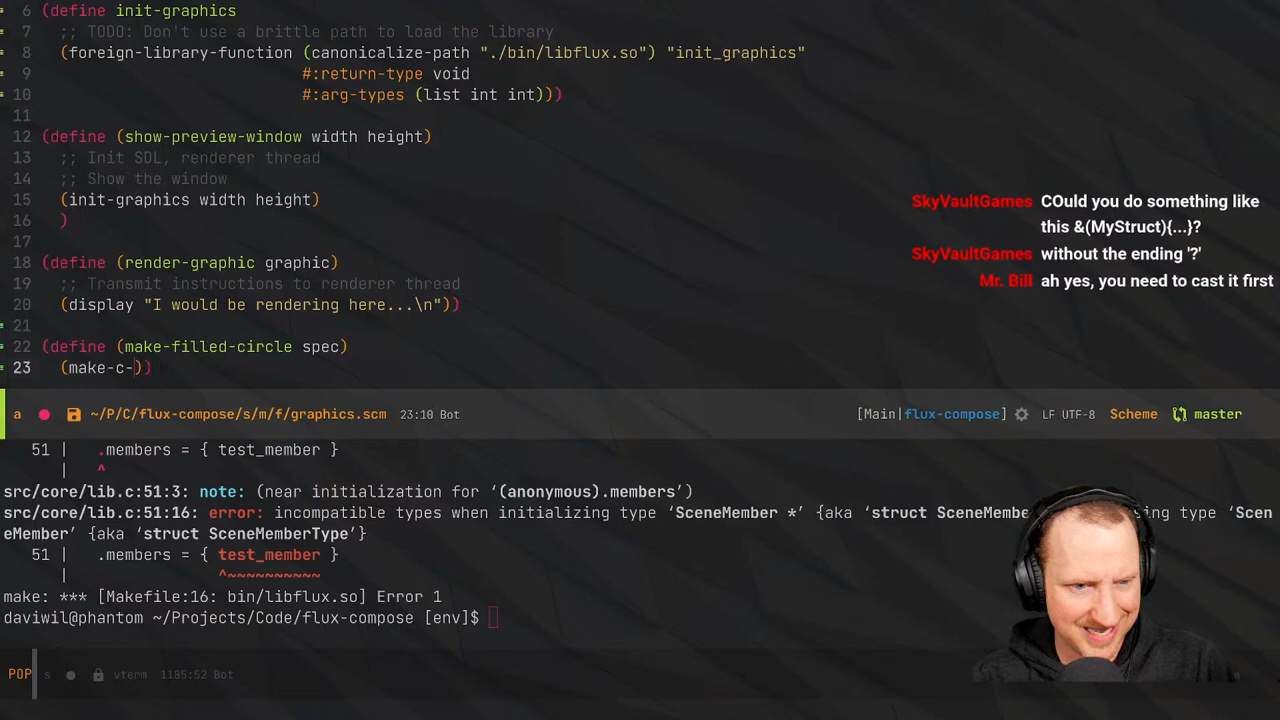 6 (define init-graphics
7 ;; TODO: Don't use a brittle path to load the library
8 (foreign-library-function (canonicalize-path "./bin/libflux.so") "init_graphics"
9 #:return-type void
10 #:arg-types (list int int)))
11
12 (define (show-preview-window width height)
13 ;; Init SDL, renderer thread
14 ;; Show the window
15 (init-graphics width height)
16 )
17
18 (define (render-graphic graphic)
19 ;; Transmit instructions to renderer thread
20 (display "I would be rendering here...\n"))
21
22 (define (make-filled-circle spec)
23 (make-c-))
SkyVaultGames COuld you do something like
this &(MyStruct){...}?
SkyVaultGames without the ending '?'
Mr. Bill ah yes, you need to cast it first
a ~/P/C/flux-compose/s/m/f/graphics.scm 23:10 Bot [Main|flux-compose] LF UTF-8 Scheme master
51 | .members = { test_member }
| ^
src/core/lib.c:51:3: note: (near initialization for ‘(anonymous).members’)
src/core/lib.c:51:16: error: incompatible types when initializing type ‘SceneMember *’ {aka ‘struct SceneMembe ing type ‘Scen
eMember’ {aka ‘struct SceneMemberType’}
51 | .members = { test_member }
| ^~~~~~~~~~~
make: *** [Makefile:16: bin/libflux.so] Error 1
daviwil@phantom ~/Projects/Code/flux-compose [env]$
POP s vterm 1185:52 Bot